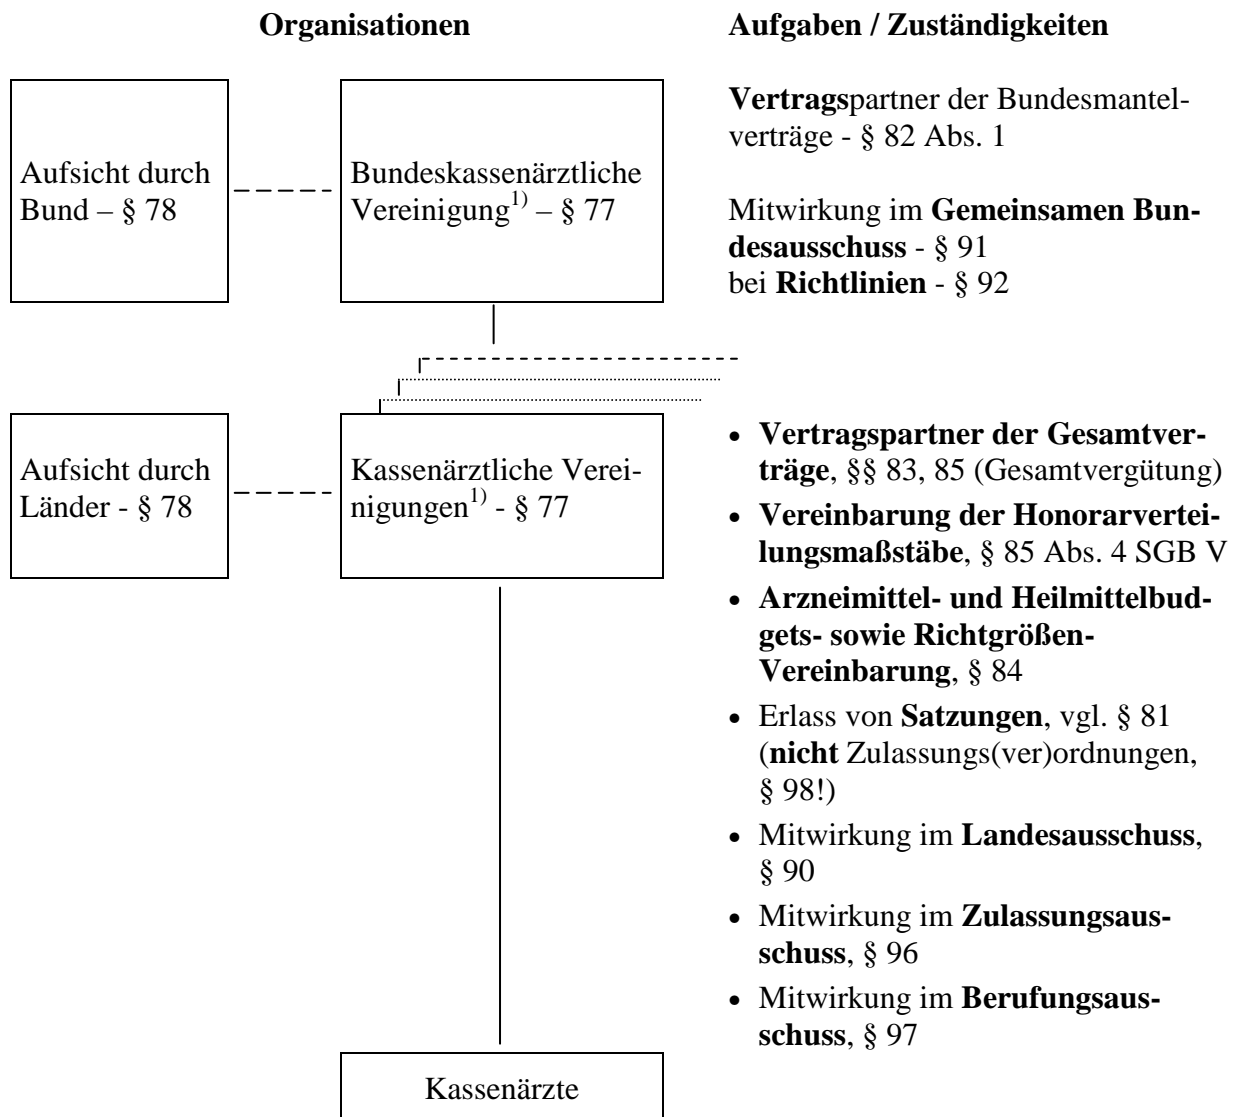 Organisationen
Aufgaben / Zuständigkeiten
Aufsicht durch
Bund – § 78
Bundeskassenärztliche
Vereinigung1) – § 77
Vertragspartner der Bundesmantel-
verträge - § 82 Abs. 1
Mitwirkung im Gemeinsamen Bun-
desausschuss - § 91
bei Richtlinien - § 92
Aufsicht durch
Länder - § 78
Kassenärztliche Verei-
nigungen1) - § 77
• Vertragspartner der Gesamtver-
träge, §§ 83, 85 (Gesamtvergütung)
• Vereinbarung der Honorarvertei-
lungsmaßstäbe, § 85 Abs. 4 SGB V
• Arzneimittel- und Heilmittelbud-
gets- sowie Richtgrößen-
Vereinbarung, § 84
• Erlass von Satzungen, vgl. § 81
(nicht Zulassungs(ver)ordnungen,
§ 98!)
• Mitwirkung im Landesausschuss,
§ 90
• Mitwirkung im Zulassungsaus-
schuss, § 96
• Mitwirkung im Berufungsaus-
schuss, § 97
Kassenärzte